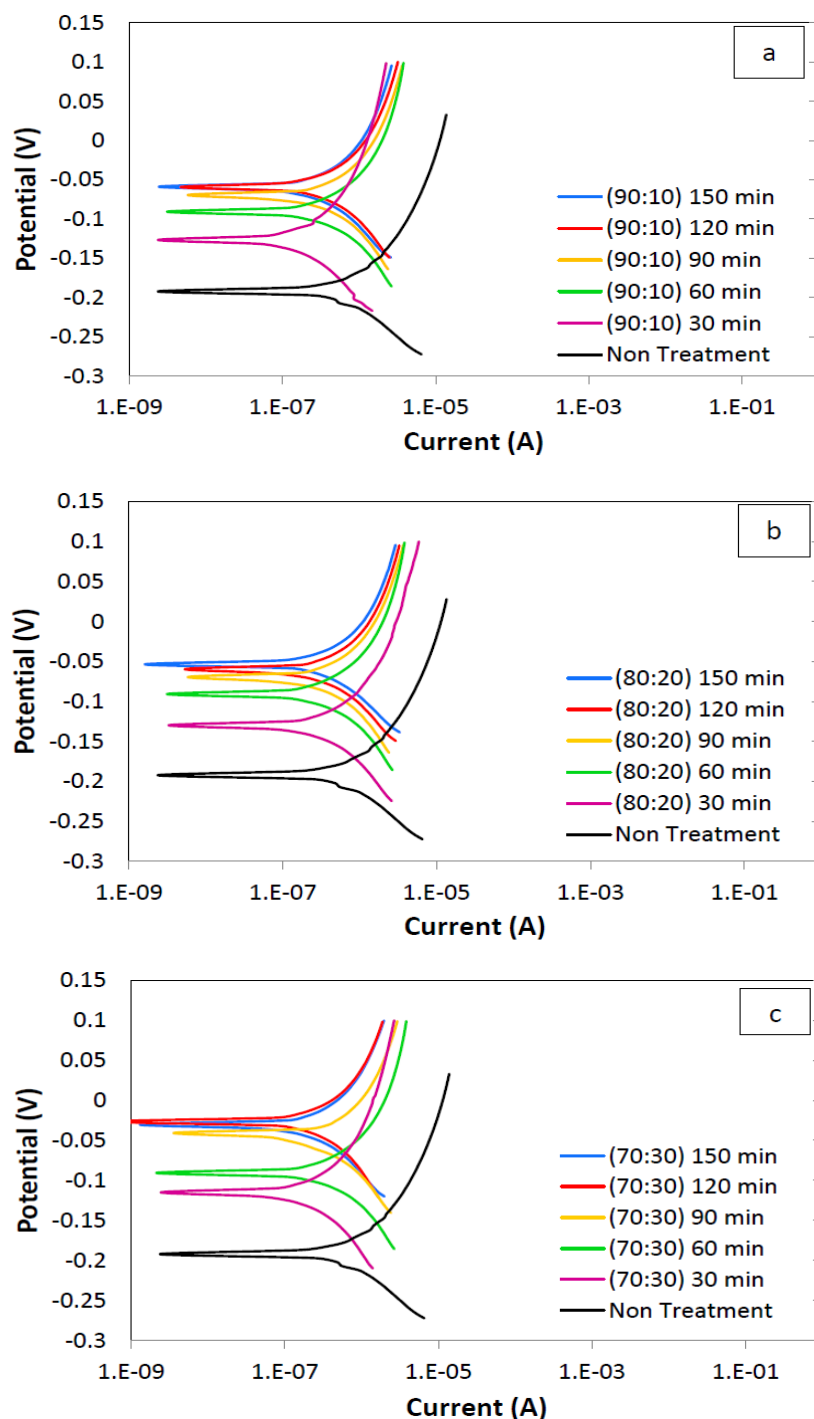 0.15
a
0.1
0.05
0
-0.05
-0.1
-0.15
-0.2
-0.25
-0.3
Potential (V)
(90:10) 150 min
(90:10) 120 min
(90:10) 90 min
(90:10) 60 min
(90:10) 30 min
Non Treatment
1.E-09 1.E-07 1.E-05 1.E-03 1.E-01
Current (A)
0.15
b
0.1
0.05
0
-0.05
-0.1
-0.15
-0.2
-0.25
-0.3
Potential (V)
(80:20) 150 min
(80:20) 120 min
(80:20) 90 min
(80:20) 60 min
(80:20) 30 min
Non Treatment
1.E-09 1.E-07 1.E-05 1.E-03 1.E-01
Current (A)
0.15
c
0.1
0.05
0
-0.05
-0.1
-0.15
-0.2
-0.25
-0.3
Potential (V)
(70:30) 150 min
(70:30) 120 min
(70:30) 90 min
(70:30) 60 min
(70:30) 30 min
Non Treatment
1.E-09 1.E-07 1.E-05 1.E-03 1.E-01
Current (A)